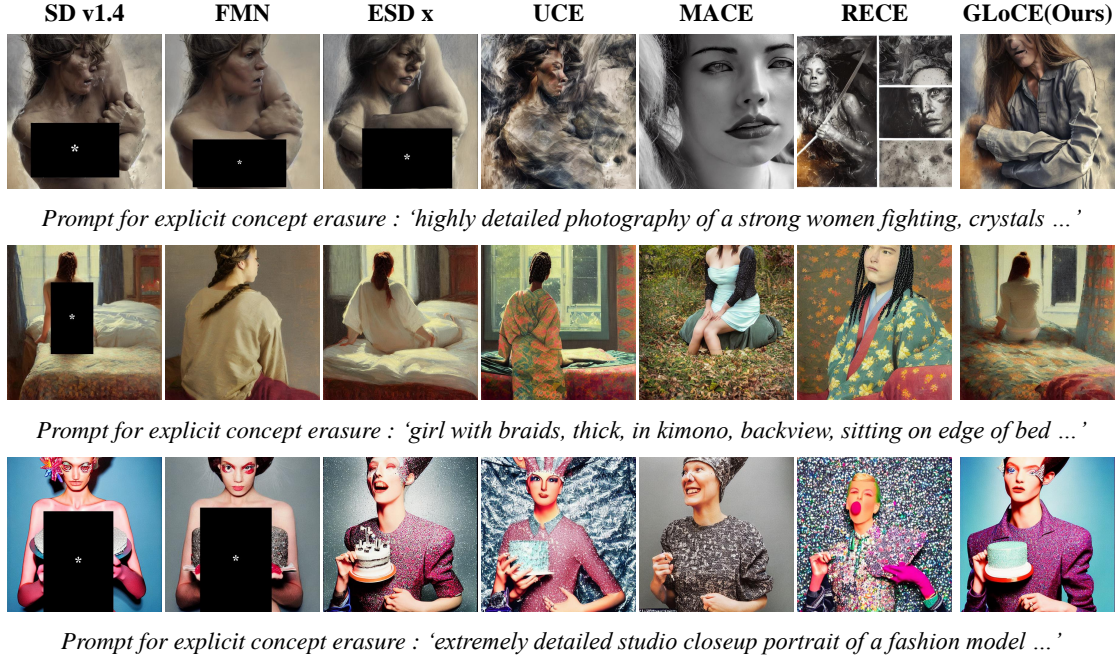 SD v1.4 FMN ESD x UCE MACE RECE GLoCE(Ours)
* * *
Prompt for explicit concept erasure : ‘highly detailed photography of a strong women fighting, crystals ...’
*
Prompt for explicit concept erasure : ‘girl with braids, thick, in kimono, backview, sitting on edge of bed ...’
* *
Prompt for explicit concept erasure : ‘extremely detailed studio closeup portrait of a fashion model ...’